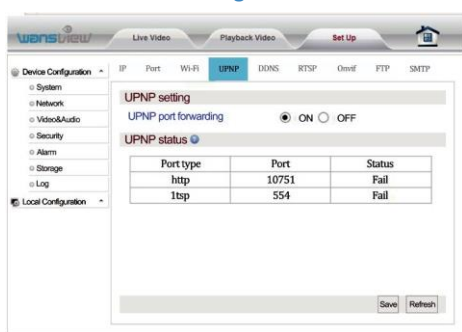 wansview
Live Video Playback Video Set Up
Device Configuration
System
Network
Video&Audio
Security
Alarm
Storage
Log
Local Configuration
IP Port Wi-Fi UPNP DDNS RTSP Onvif FTP SMTP
UPNP setting
UPNP port forwarding ON OFF
UPNP status
Port type Port Status
http 10751 Fail
1tsp 554 Fail
Save Refresh